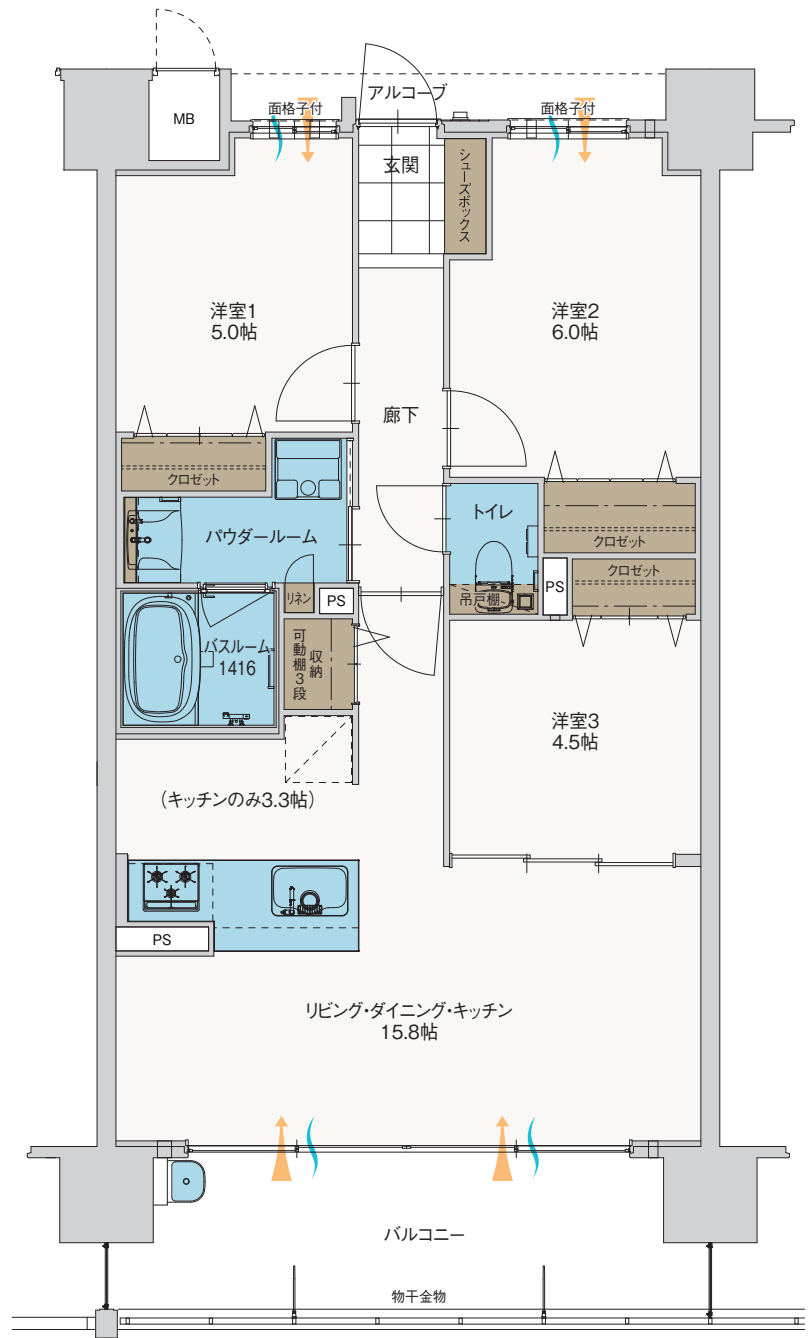 アルコーブ
MB
面格子付
面格子付
玄関
シューズボックス
洋室1
5.0帖
洋室2
6.0帖
廊下
クロゼット
パウダールーム
トイレ
クロゼット
リネン
PS
吊戸棚
PS
クロゼット
バスルーム
1416
収納
可動棚3段
洋室3
4.5帖
(キッチンのみ3.3帖)
PS
リビング・ダイニング・キッチン
15.8帖
バルコニー
物干金物